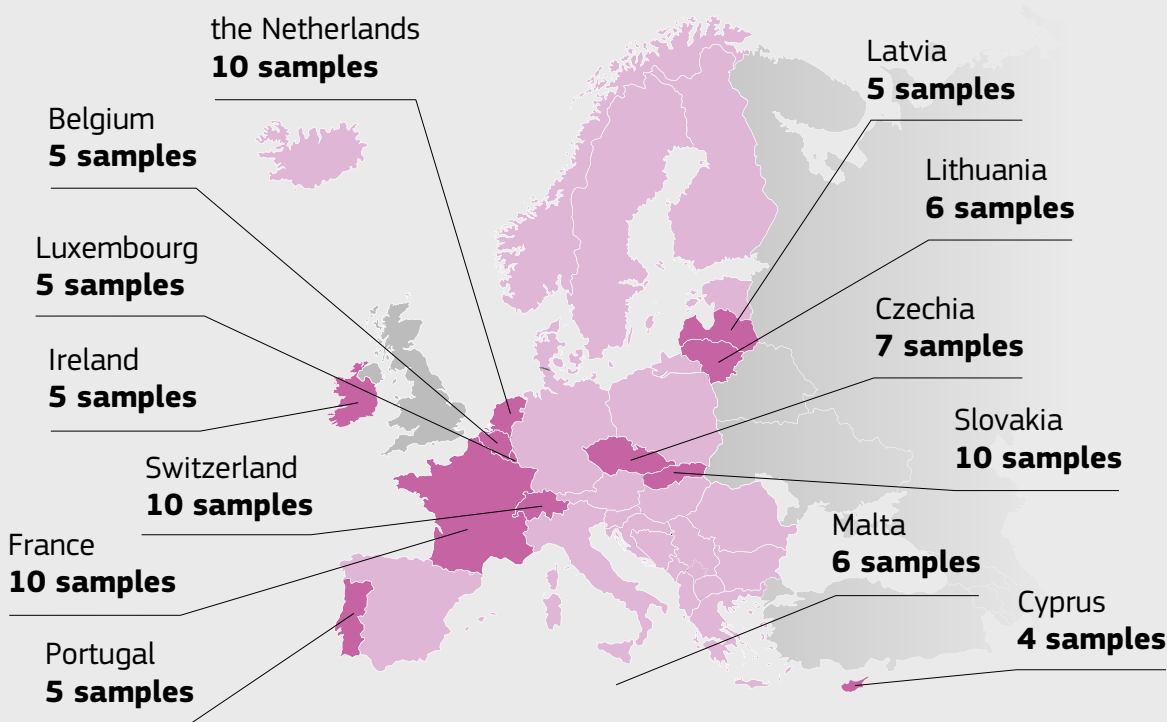 the Netherlands
10 samples
Belgium
5 samples
Luxembourg
5 samples
Ireland
5 samples
Switzerland
10 samples
France
10 samples
Portugal
5 samples
Latvia
5 samples
Lithuania
6 samples
Czechia
7 samples
Slovakia
10 samples
Malta
6 samples
Cyprus
4 samples